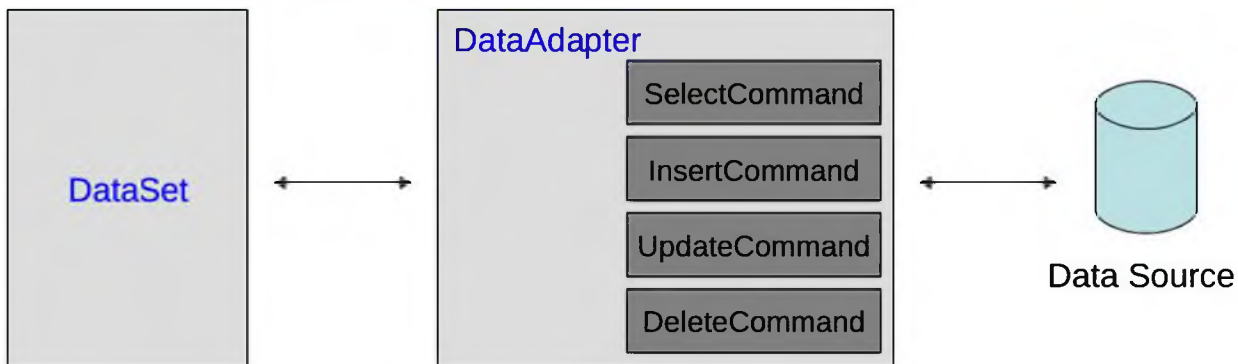 DataAdapter
SelectCommand
InsertCommand
DataSet
UpdateCommand
Data Source
DeleteCommand